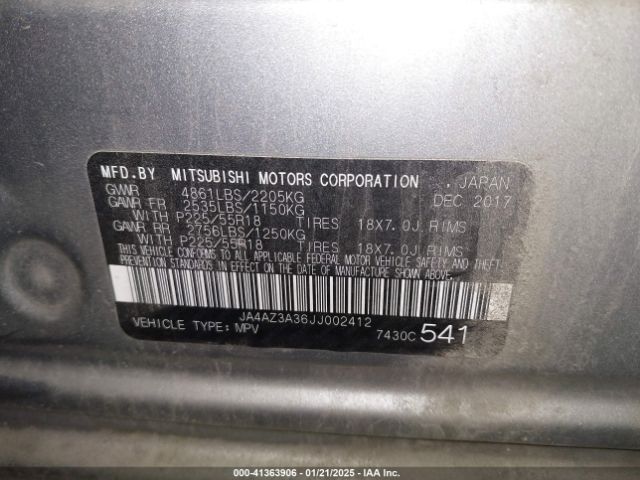 MFD.BY MITSUBISHI MOTORS CORPORATION , JAPAN
GVWR 4861LBS/2205KG DEC 2017
GAWR FR 2535LBS/1150KG
WITH P225/55R18 TIRES 18X7.0J RIMS
GAWR RR 2756LBS/1250KG
WITH P225/55R18 TIRES 18X7.0J RIMS
THIS VEHICLE CONFORMS TO ALL APPLICABLE FEDERAL MOTOR VEHICLE SAFETY AND THEFT
PREVENTION STANDARDS IN EFFECT ON THE DATE OF MANUFACTURE SHOWN ABOVE.
JA4AZ3A36JJ002412
VEHICLE TYPE: MPV 7430C 541
000-41363906 - 01/21/2025 - IAA Inc.